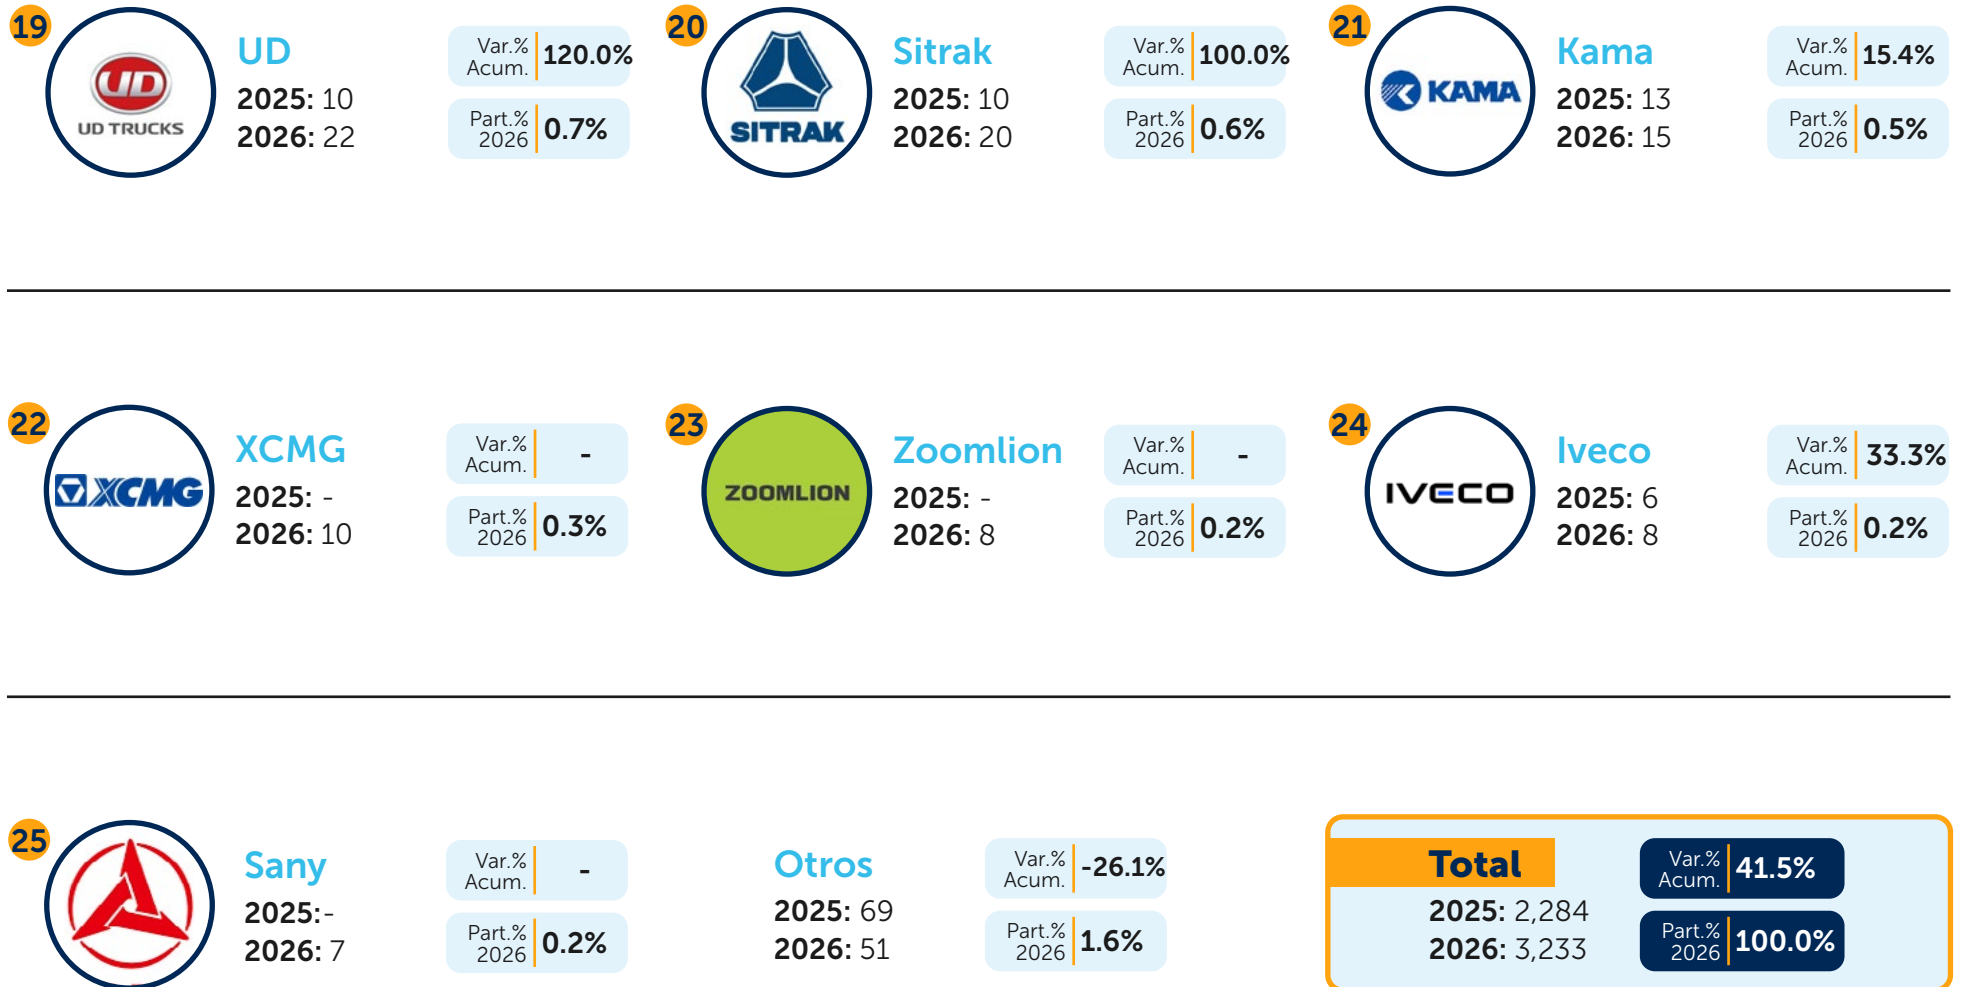 19
UD
UD TRUCKS
UD
2025: 10
2026: 22
Var.%
Acum.
120.0%
Part.%
2026
0.7%
20
SITRAK
Sitrak
2025: 10
2026: 20
Var.%
Acum.
100.0%
Part.%
2026
0.6%
21
KAMA
Kama
2025: 13
2026: 15
Var.%
Acum.
15.4%
Part.%
2026
0.5%
22
XCMG
XCMG
2025: -
2026: 10
Var.%
Acum.
-
Part.%
2026
0.3%
23
ZOOMLION
Zoomlion
2025: -
2026: 8
Var.%
Acum.
-
Part.%
2026
0.2%
24
IVECO
Iveco
2025: 6
2026: 8
Var.%
Acum.
33.3%
Part.%
2026
0.2%
25
Sany
2025:-
2026: 7
Var.%
Acum.
-
Part.%
2026
0.2%
Otros
2025: 69
2026: 51
Var.%
Acum.
-26.1%
Part.%
2026
1.6%
Total
2025: 2,284
2026: 3,233
Var.%
Acum.
41.5%
Part.%
2026
100.0%